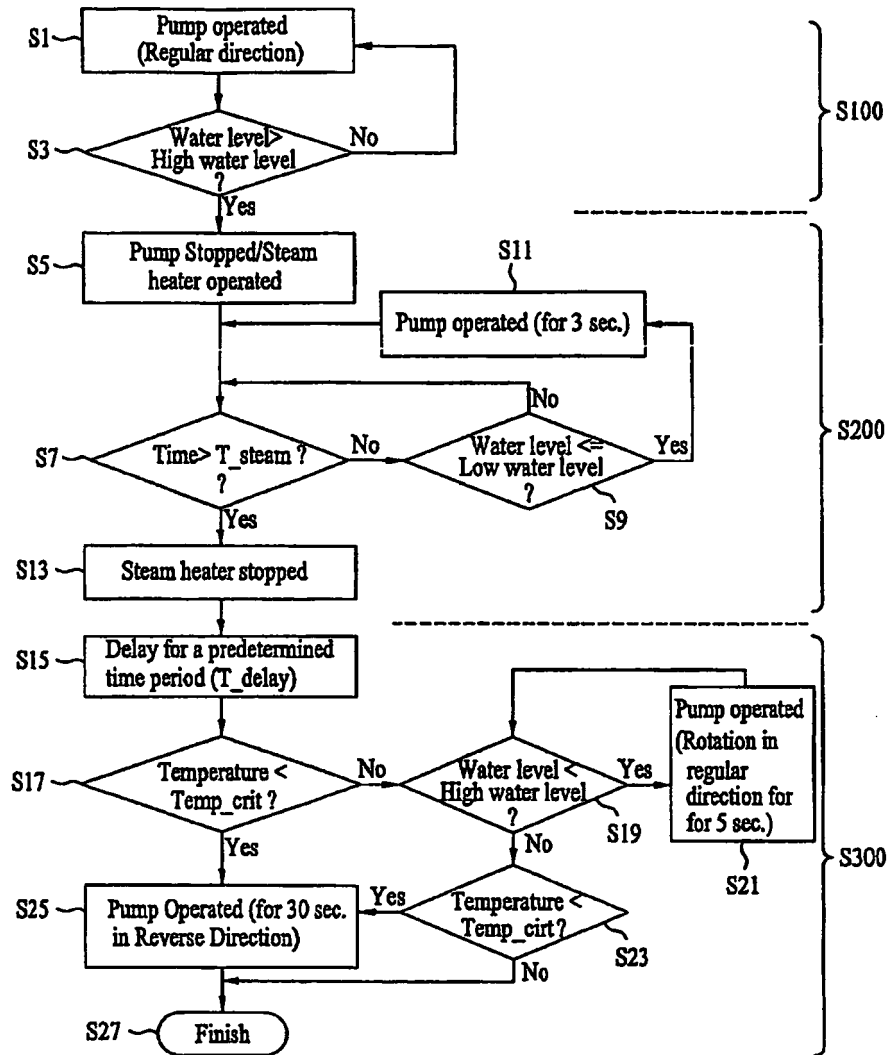 S1
Pump operated
(Regular direction)
S3
Water level>
High water level
?
No
Yes
S100
S5
Pump Stopped/Steam
heater operated
S11
Pump operated (for 3 sec.)
S7
Time> T_steam ?
?
No
Yes
No
Water level <=
Low water level
?
Yes
S9
S200
S13
Steam heater stopped
S15
Delay for a predetermined
time period (T_delay)
S17
Temperature <
Temp_crit ?
No
Yes
Water level <
High water level
?
Yes
S19
No
Pump operated
(Rotation in
regular
direction for
for 5 sec.)
S21
S300
S25
Pump Operated (for 30 sec.
in Reverse Direction)
Yes
Temperature <
Temp_cirt ?
S23
No
S27
Finish